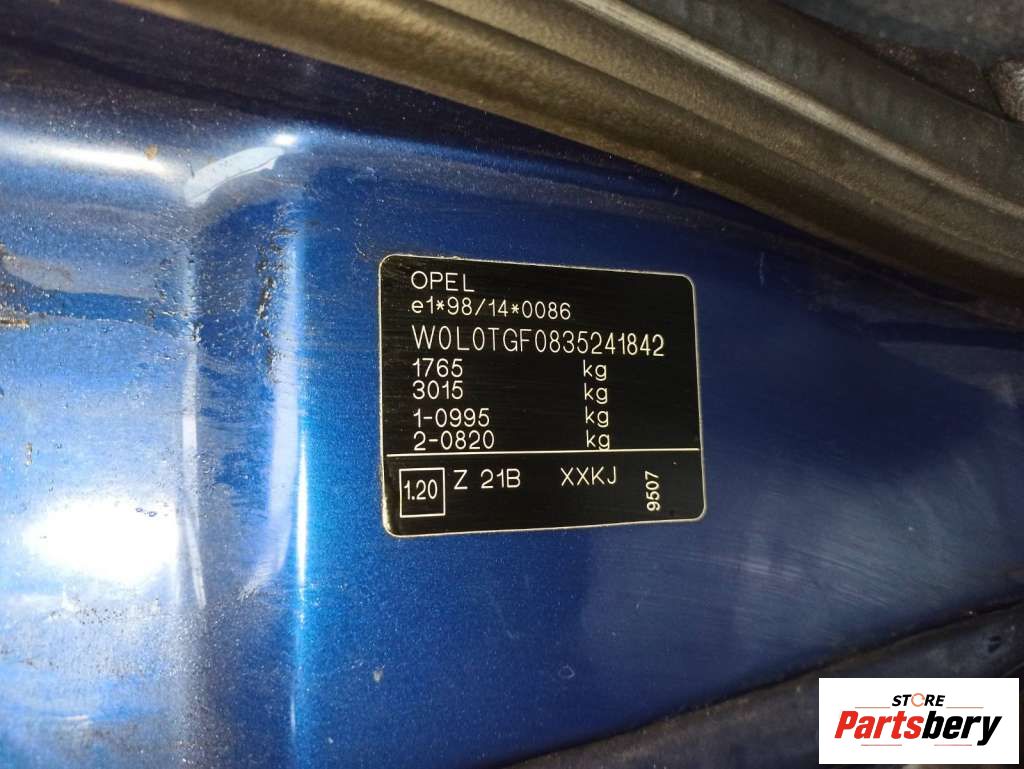 OPEL
e1*98/14*0086
W0L0TGF0835241842
1765 kg
3015 kg
1-0995 kg
2-0820 kg
1.20 Z 21B XXKJ 9507
STORE
Partsbery